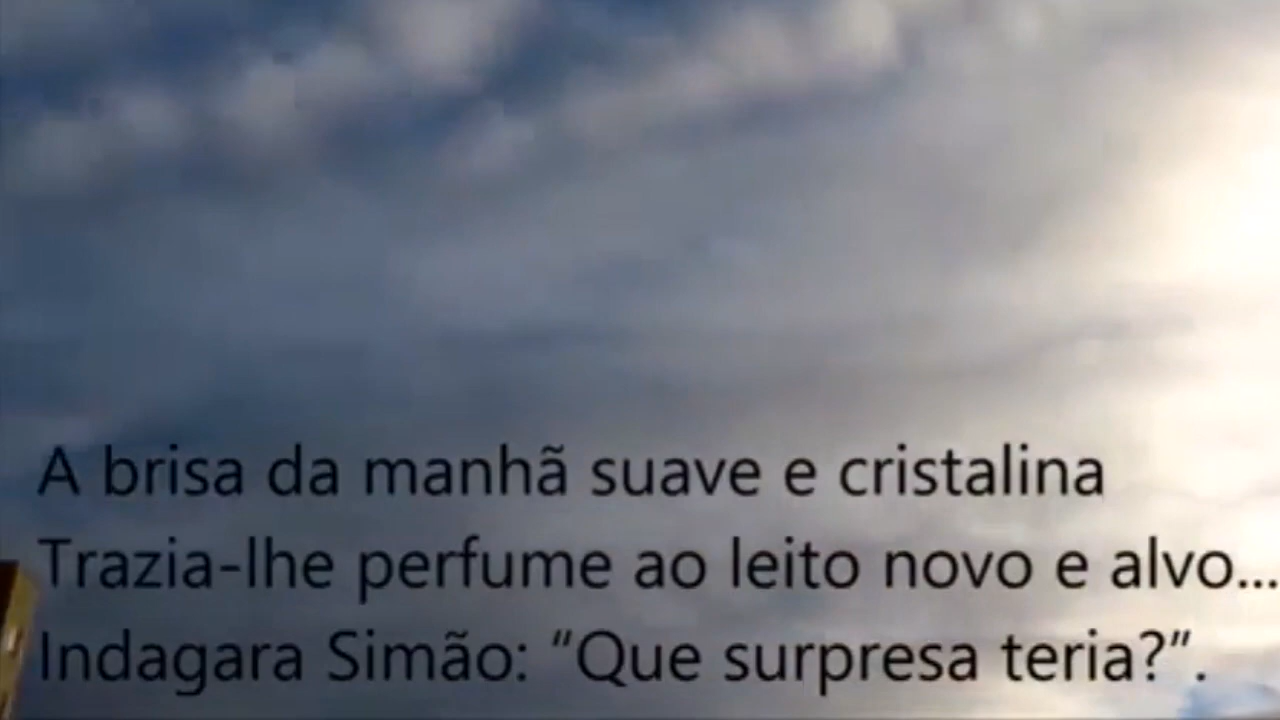 A brisa da manhã suave e cristalina
Trazia-lhe perfume ao leito novo e alvo...
Indagara Simão: “Que surpresa teria?”.